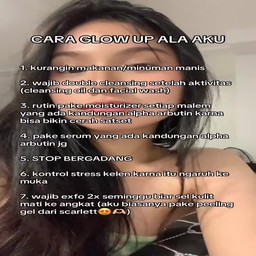 CARA GLOW UP ALA AKU
1. kurangin makanan/minuman manis
2. wajib double cleansing setelah aktivitas
(cleansing oil dan facial wash)
3. rutin pake moisturizer setiap malem
yang ada kandungan alpha arbutin karna
bisa bikin cerah satset
4. pake serum yang ada kandungan alpha
arbutin jg
5. STOP BERGADANG
6. kontrol stress kelen karna itu ngaruh ke
muka
7. wajib exfo 2x seminggu biar sel kulit
mati ke angkat (aku biasanya pake peeling
gel dari scarlett😍🫶)